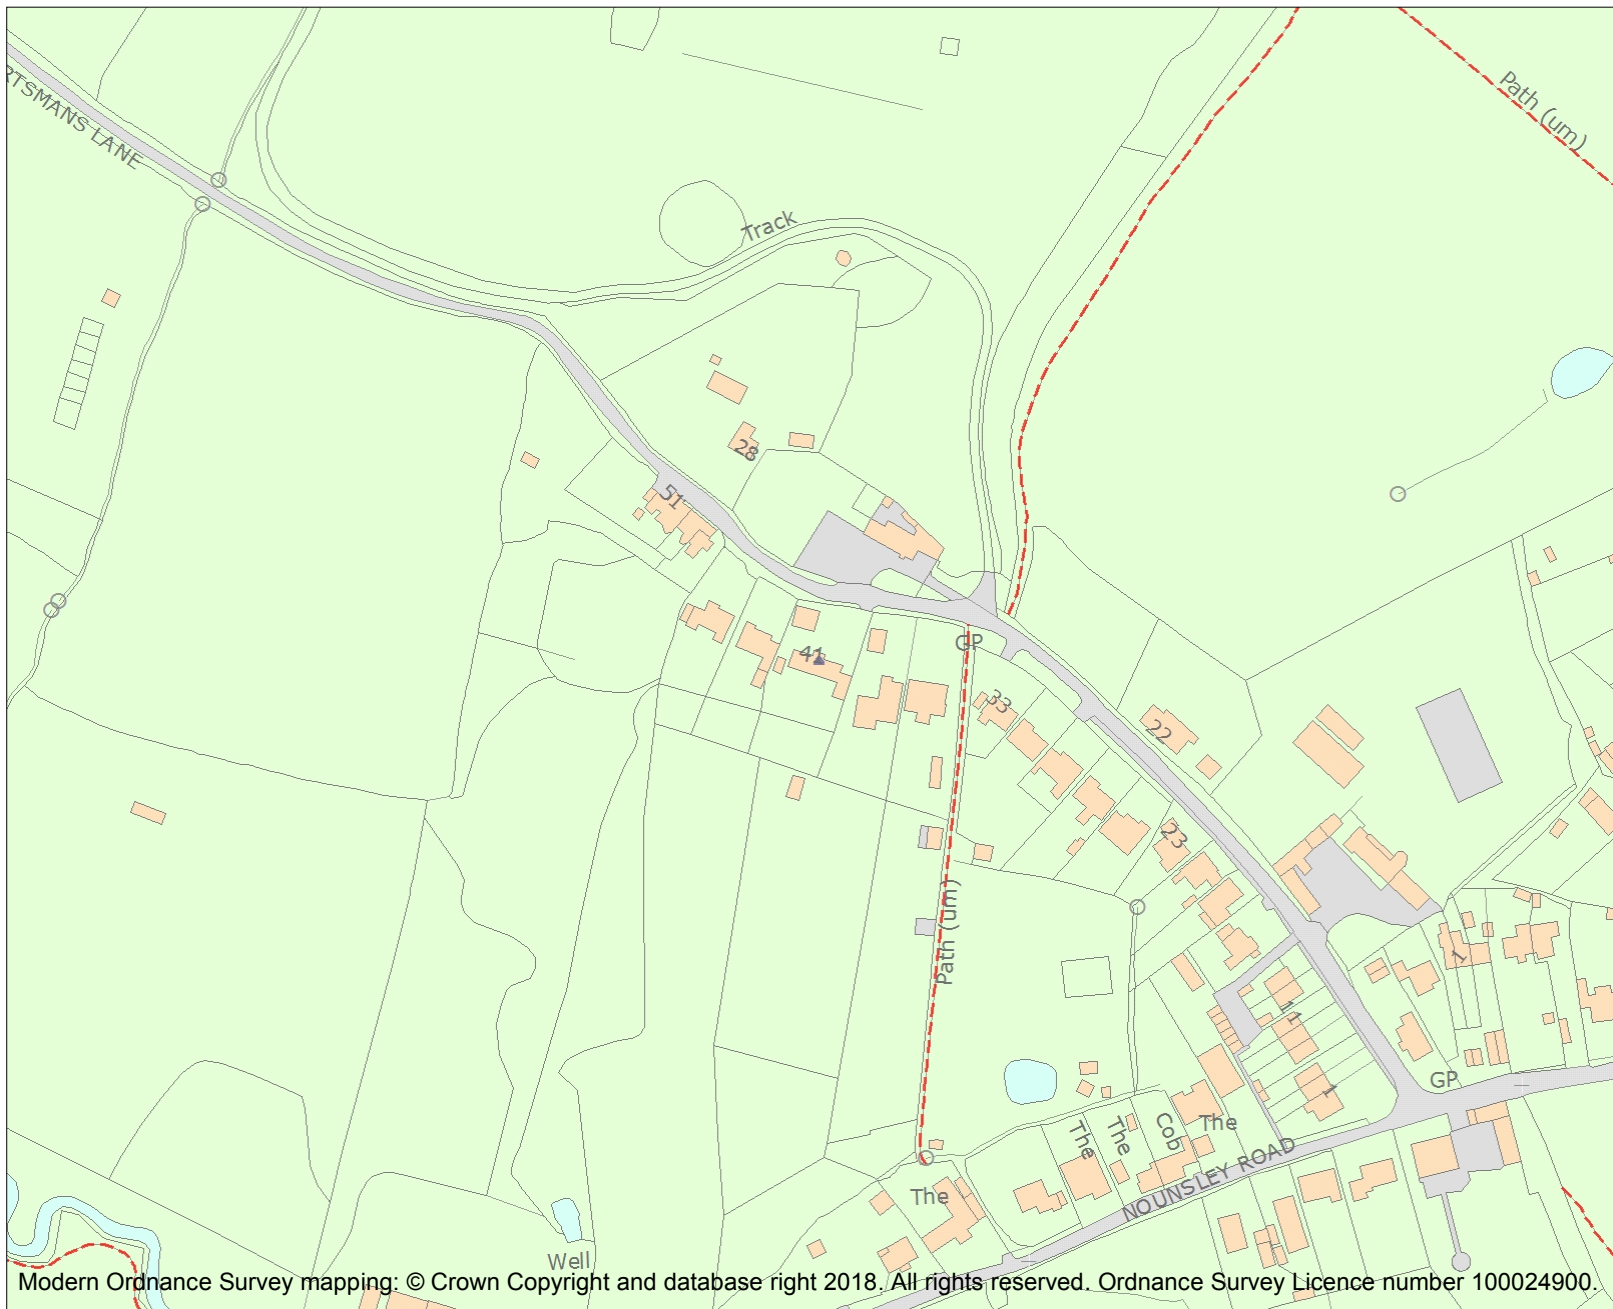 RTSMANS LANE
Path (um)
Track
28
51
41
GP
33
22
23
Path (um)
1
11
1
GP
The
The
Cob
The
The
NOUNSLEY ROAD
Well
Modern Ordnance Survey mapping: © Crown Copyright and database right 2018. All rights reserved. Ordnance Survey Licence number 100024900.